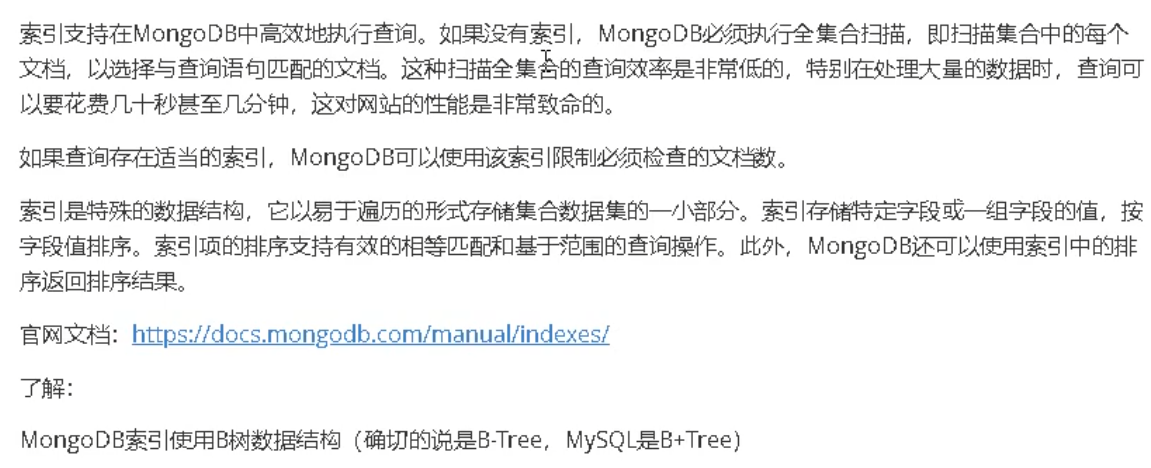 索引支持在MongoDB中高效地执行查询。如果没有索引，MongoDB必须执行全集合扫描，即扫描集合中的每个
文档，以选择与查询语句匹配的文档。这种扫描全集合的查询效率是非常低的，特别在处理大量的数据时，查询可
以要花费几十秒甚至几分钟，这对网站的性能是非常致命的。
如果查询存在适当的索引，MongoDB可以使用该索引限制必须检查的文档数。
索引是特殊的数据结构，它以易于遍历的形式存储集合数据集的一小部分。索引存储特定字段或一组字段的值，按
字段值排序。索引项的排序支持有效的相等匹配和基于范围的查询操作。此外，MongoDB还可以使用索引中的排
序返回排序结果。
官网文档：https://docs.mongodb.com/manual/indexes/
了解：
MongoDB索引使用B树数据结构（确切的说是B-Tree，MySQL是B+Tree）